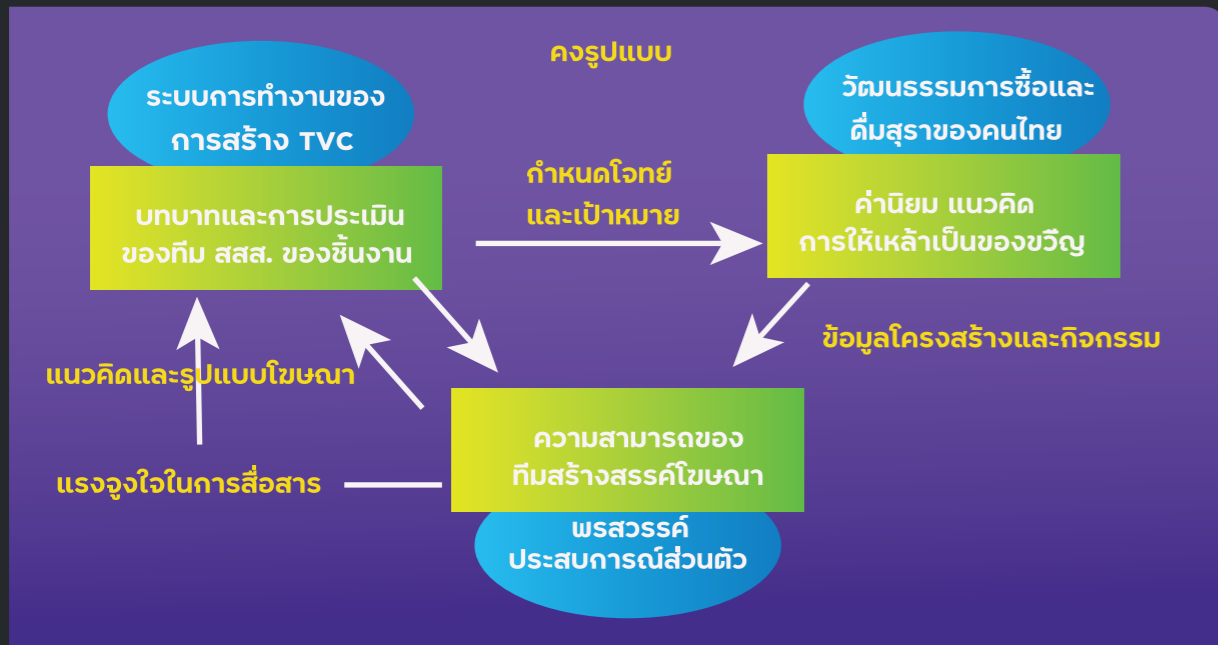 คงรูปแบบ
ระบบการทำงานของ
การสร้าง TVC
วัฒนธรรมการซื้อและ
ดื่มสุราของคนไทย
บทบาทและการประเมิน
ของทีม สสส. ของชิ้นงาน
กำหนดโจทย์
และเป้าหมาย
ค่านิยม แนวคิด
การให้เหล้าเป็นของขวัญ
ข้อมูลโครงสร้างและกิจกรรม
แนวคิดและรูปแบบโฆษณา
ความสามารถของ
ทีมสร้างสรรค์โฆษณา
แรงจูงใจในการสื่อสาร
พรสวรรค์
ประสบการณ์ส่วนตัว